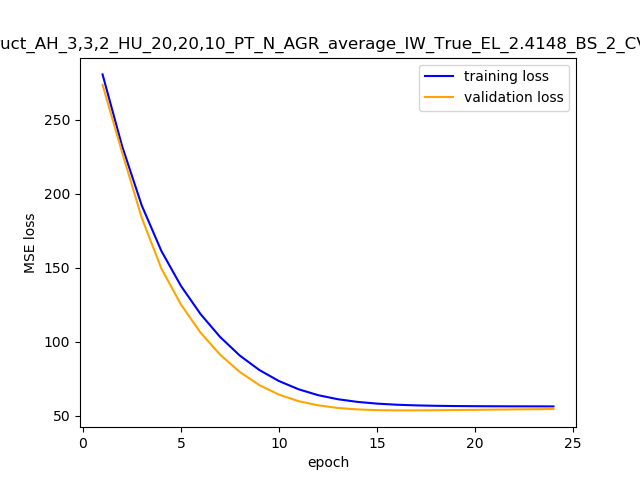 uct_AH_3,3,2_HU_20,20,10_PT_N_AGR_average_IW_True_EL_2.4148_BS_2_CV
training loss
validation loss
MSE loss
250
200
150
100
50
0 5 10 15 20 25
epoch